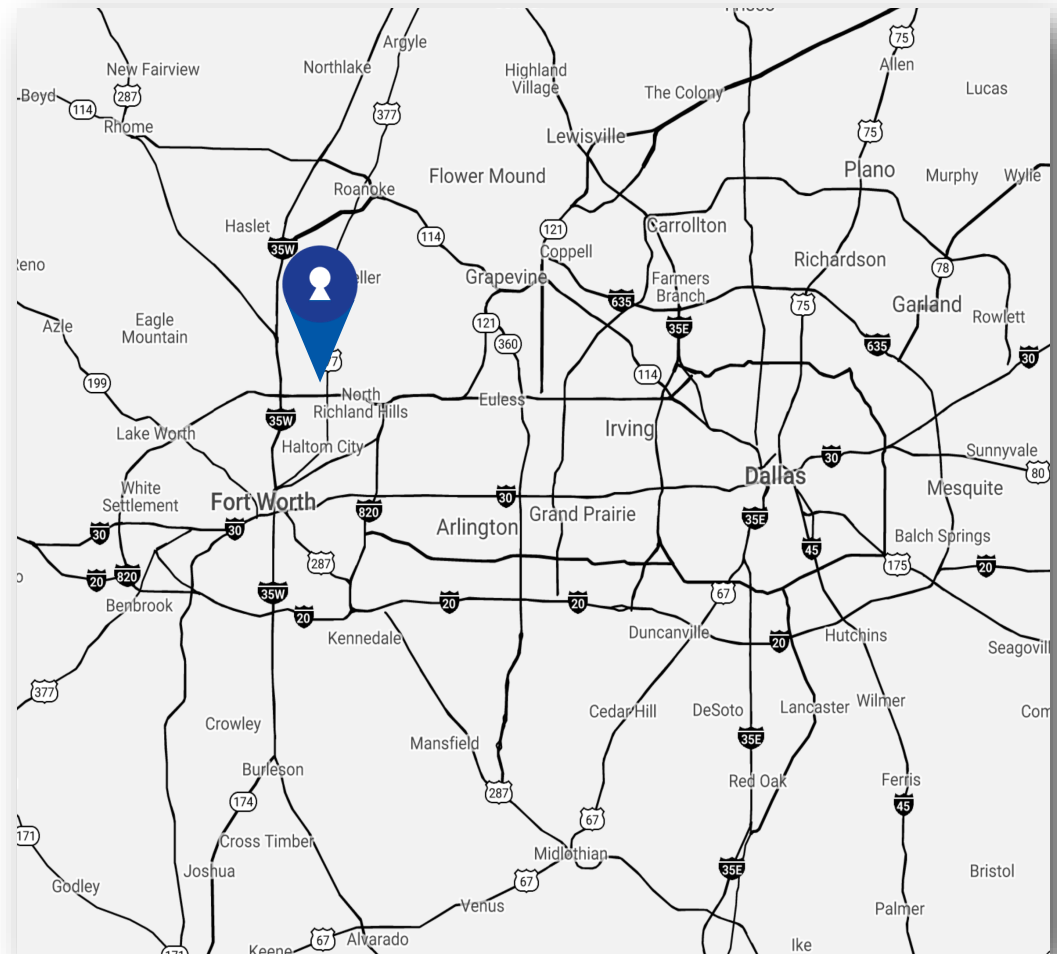 Argyle
75
New Fairview
Northlake
Allen
Highland
Village
287
Boyd
114
The Colony
Lucas
377
Rhome
75
Lewisville
Plano
Flower Mound
Murphy
Wylie
Roanoke
Haslet
Carrollton
121
114
35W
Coppell
Richardson
78
Grapevine
Farmers
Branch
635
75
Garland
Rowlett
Azle
Eagle
Mountain
121
35E
360
635
30
114
199
North
Richland Hills
Euless
35W
Irving
Lake Worth
Haltom City
Sunnyvale
30
80
Dallas
White
Settlement
Fort Worth
30
Mesquite
820
Grand Prairie
35E
Arlington
30
30
Balch Springs
45
287
175
20
20
820
35W
67
Benbrook
20
20
20
Kennedale
Duncanville
20
Hutchins
377
Crowley
Cedar Hill
DeSoto
Lancaster
Wilmer
Mansfield
35E
Burleson
Red Oak
Ferris
287
174
45
67
171
Cross Timber
Midlothian
Joshua
35E
Bristol
Godley
67
Venus
Palmer
67
Alvarado
Ike
Keene